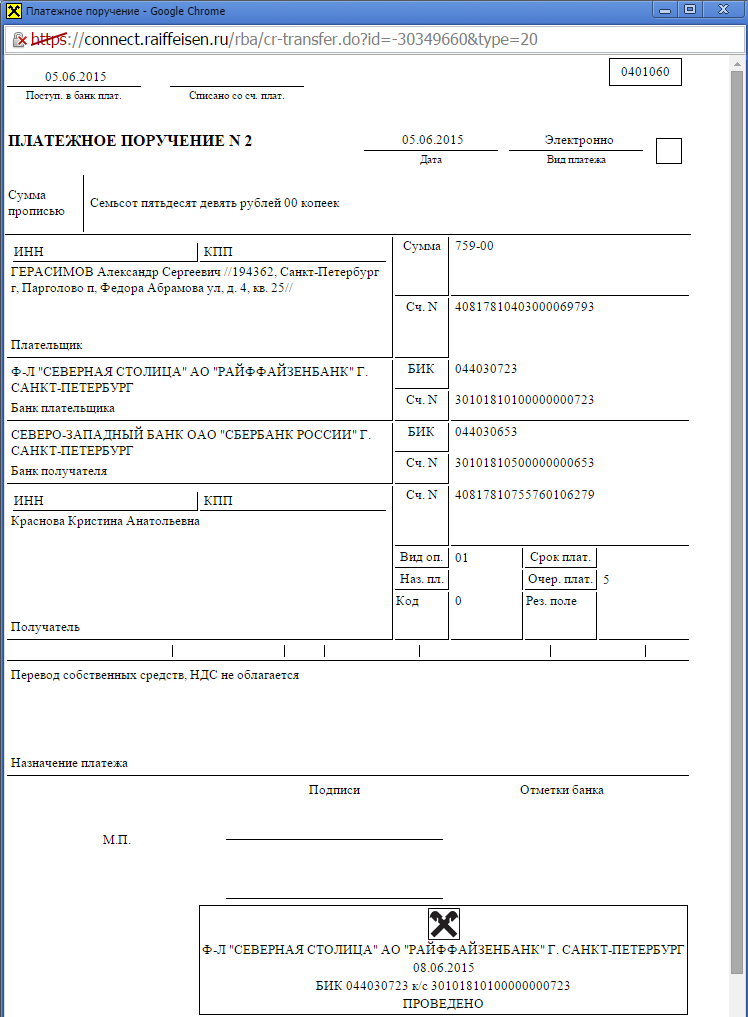 Платежное поручение - Google Chrome
https://connect.raiffeisen.ru/rba/cr-transfer.do?id=-30349660&type=20
0401060
05.06.2015
Поступ. в банк плат. Списано со сч. плат.
ПЛАТЕЖНОЕ ПОРУЧЕНИЕ N 2
05.06.2015 Электронно
Дата Вид платежа
Сумма прописью
Семьсот пятьдесят девять рублей 00 копеек
ИНН КПП Сумма 759-00
ГЕРАСИМОВ Александр Сергеевич //194362, Санкт-Петербург
г, Парголово п, Федора Абрамова ул, д. 4, кв. 25//
Сч. N 40817810403000069793
Плательщик
Ф-Л "СЕВЕРНАЯ СТОЛИЦА" АО "РАЙФФАЙЗЕНБАНК" Г. БИК 044030723
САНКТ-ПЕТЕРБУРГ
Банк плательщика Сч. N 30101810100000000723
СЕВЕРО-ЗАПАДНЫЙ БАНК ОАО "СБЕРБАНК РОССИИ" Г. БИК 044030653
САНКТ-ПЕТЕРБУРГ
Банк получателя Сч. N 30101810500000000653
ИНН КПП Сч. N 40817810755760106279
Краснова Кристина Анатольевна
Вид оп. 01 Срок плат.
Наз. пл. Очер. плат. 5
Код 0 Рез. поле
Получатель
Перевод собственных средств, НДС не облагается
Назначение платежа
Подписи Отметки банка
М.П.
Ф-Л "СЕВЕРНАЯ СТОЛИЦА" АО "РАЙФФАЙЗЕНБАНК" Г. САНКТ-ПЕТЕРБУРГ
08.06.2015
БИК 044030723 к/с 30101810100000000723
ПРОВЕДЕНО